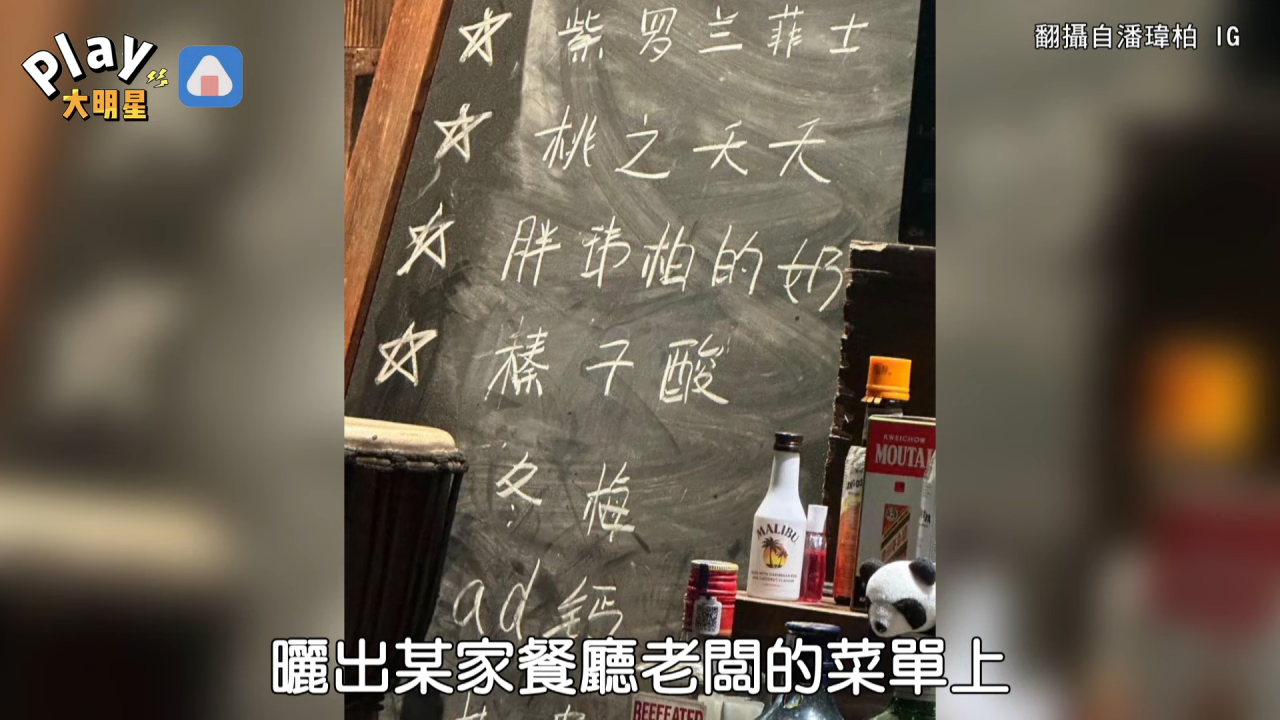 Play
大明星
翻攝自潘瑋柏 IG
紫罗兰菲士
桃之夭夭
胖玮柏的奶
榛子酸
冬梅
ad钙
KWEICHOW
MOUTAI
MALIBU
曬出某家餐廳老闆的菜單上
BEEFEATER